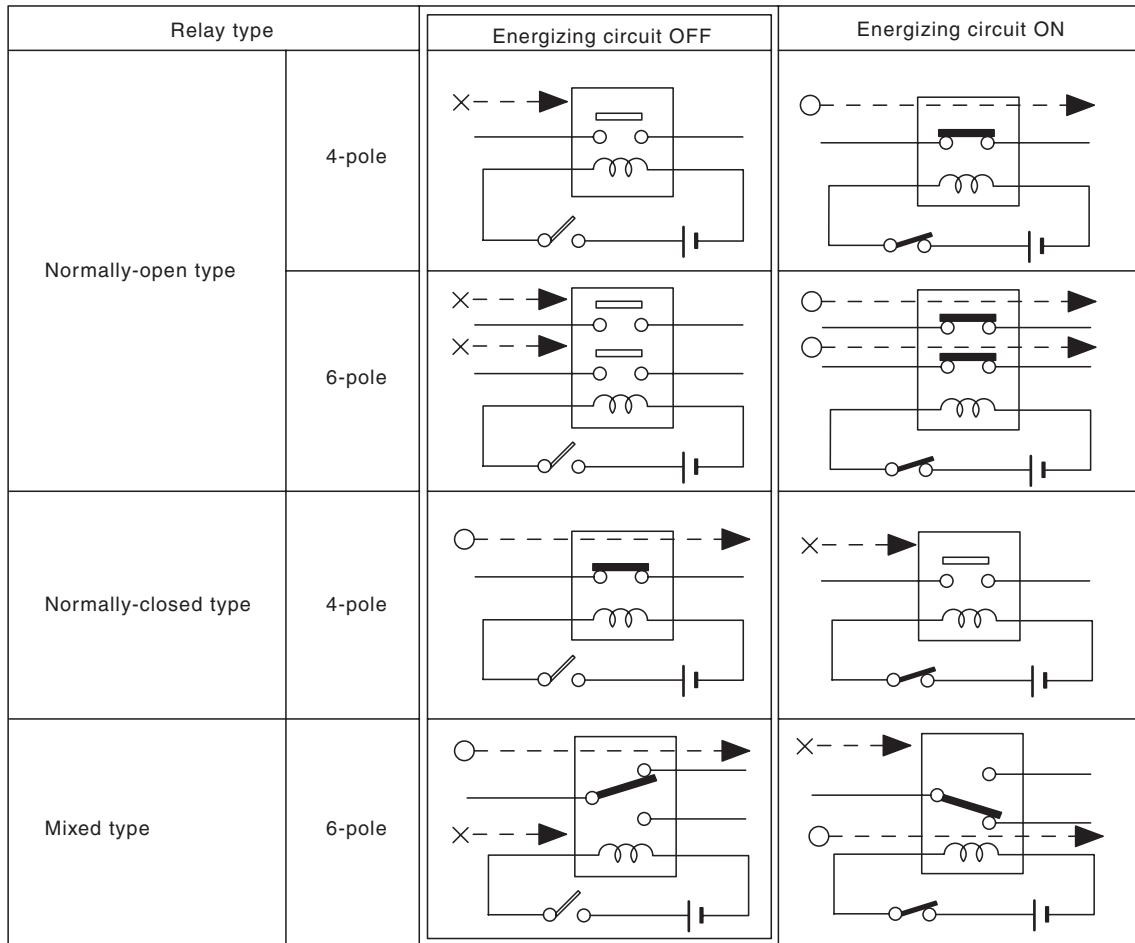 Relay type
Energizing circuit OFF
Energizing circuit ON
Normally-open type
4-pole
6-pole
Normally-closed type
4-pole
Mixed type
6-pole